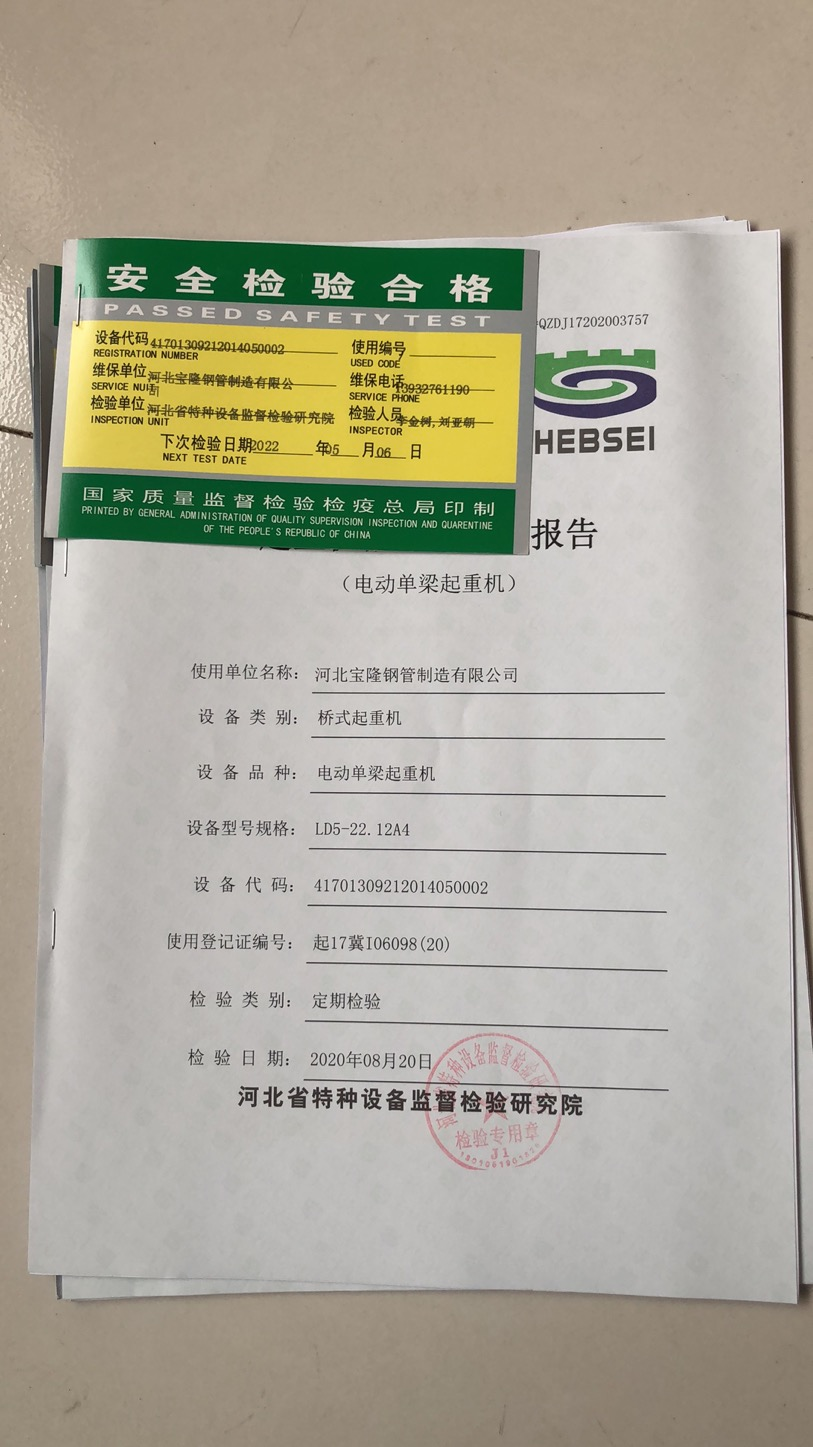 安全检验合格
PASSED SAFETY TEST
设备代码 41701309212014050002 使用编号 /
REGISTRATION NUMBER USED CODE
维保单位 河北宝隆钢管制造有限公司 维保电话 13932761190
SERVICE NUIT SERVICE PHONE
检验单位 河北省特种设备监督检验研究院 检验人员 李金树,刘亚朝
INSPECTION UNIT INSPECTOR
下次检验日期 2022 年 05 月 06 日
NEXT TEST DATE
国家质量监督检验检疫总局印制
PRINTED BY GENERAL ADMINISTRATION OF QUALITY SUPERVISION INSPECTION AND QUARENTINE
OF THE PEOPLE'S REPUBLIC OF CHINA
QZDJ17202003757
HEBSEI
报告
(电动单梁起重机)
使用单位名称: 河北宝隆钢管制造有限公司
设备类别: 桥式起重机
设备品种: 电动单梁起重机
设备型号规格: LD5-22.12A4
设备代码: 41701309212014050002
使用登记证编号: 起17冀I06098(20)
检验类别: 定期检验
检验日期: 2020年08月20日
河北省特种设备监督检验研究院
检验专用章
J1